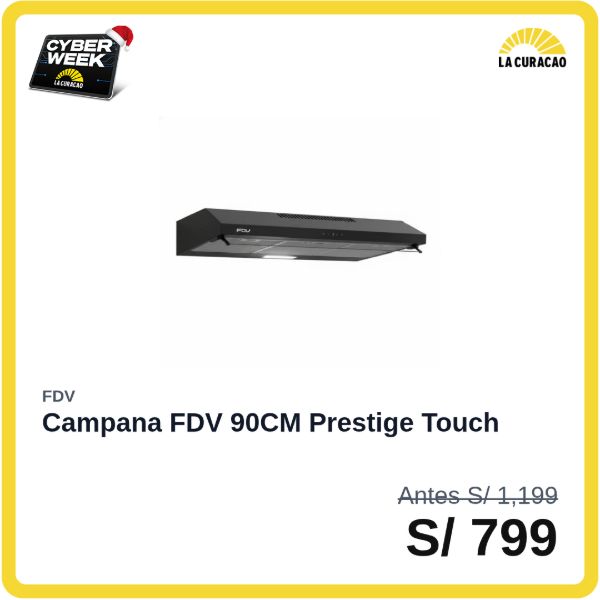 CYBER
WEEK
LA CURACAO
LA CURACAO
FDV
FDV
Campana FDV 90CM Prestige Touch
Antes S/ 1,199
S/ 799